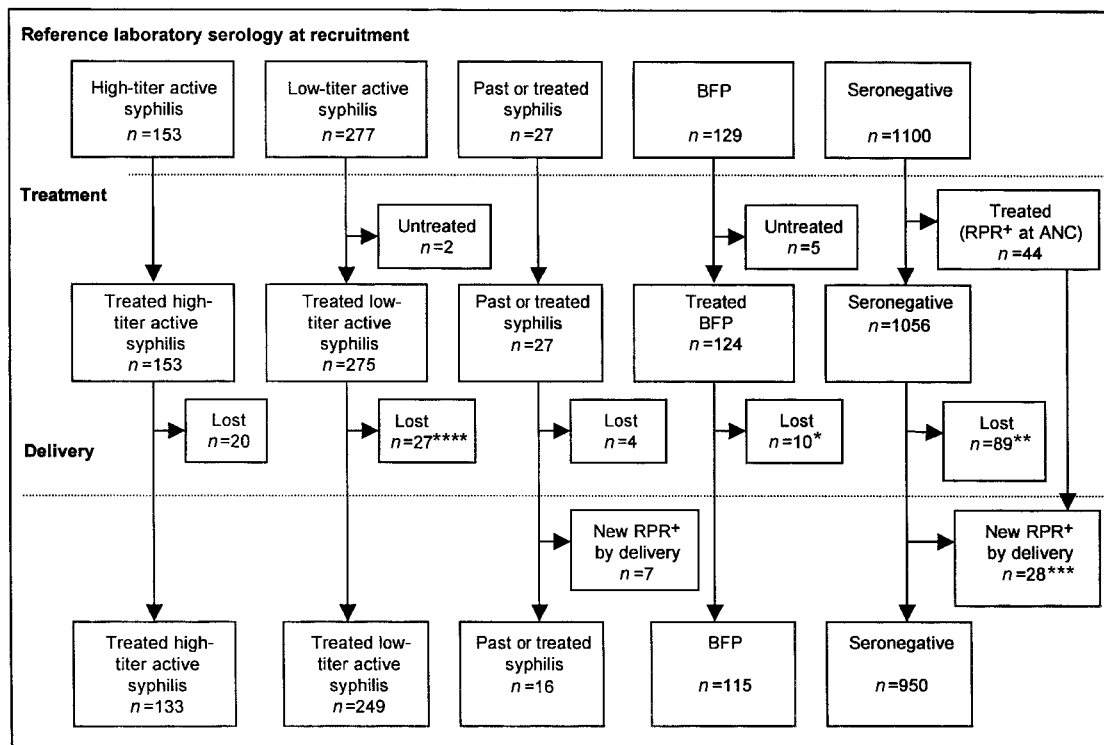 Reference laboratory serology at recruitment
High-titer active
syphilis
n=153
Low-titer active
syphilis
n=277
Past or treated
syphilis
n=27
BFP
n=129
Seronegative
n=1100
Treatment
Untreated
n=2
Untreated
n=5
Treated
(RPR+ at ANC)
n=44
Treated high-
titer active
syphilis
n=153
Treated low-
titer active
syphilis
n=275
Past or treated
syphilis
n=27
Treated
BFP
n=124
Seronegative
n=1056
Lost
n=20
Lost
n=27****
Lost
n=4
Lost
n=10*
Lost
n=89**
Delivery
New RPR+
by delivery
n=7
New RPR+
by delivery
n=28***
Treated high-
titer active
syphilis
n=133
Treated low-
titer active
syphilis
n=249
Past or treated
syphilis
n=16
BFP
n=115
Seronegative
n=950